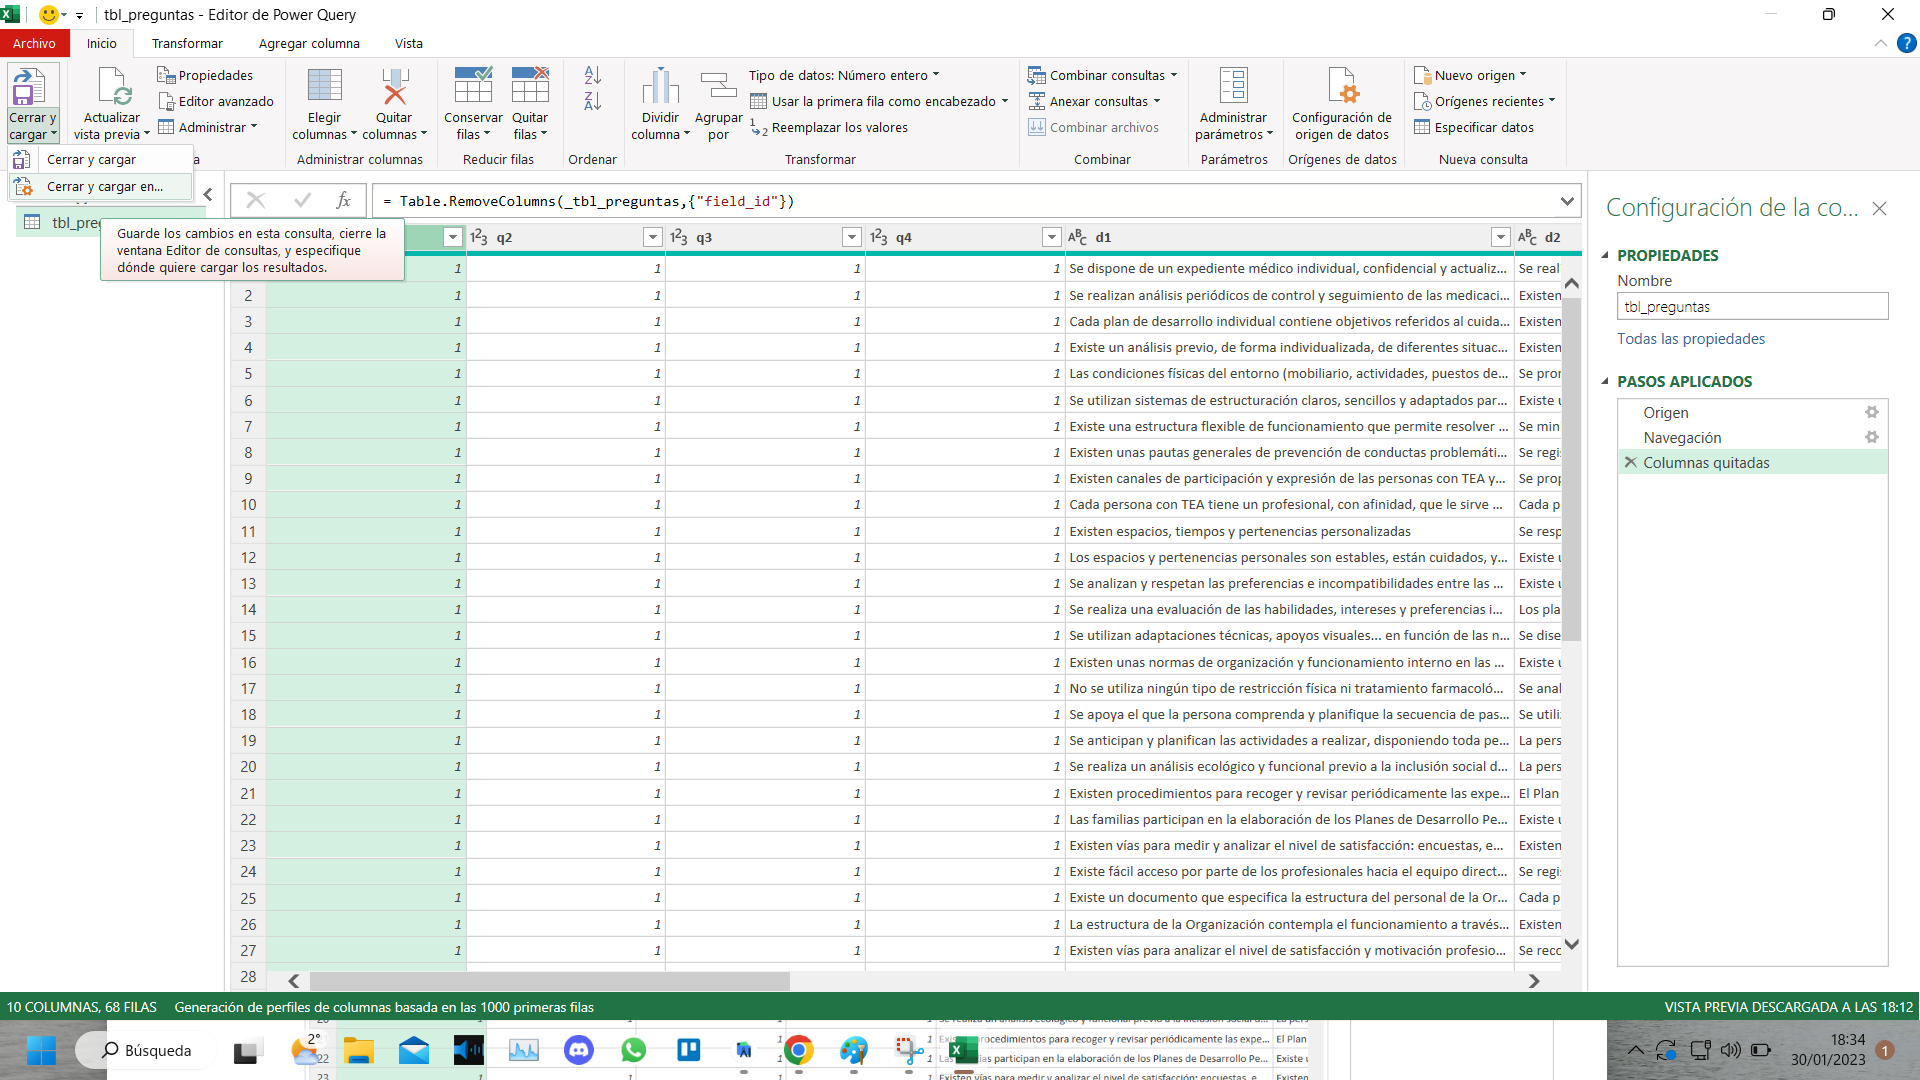 tbl_preguntas - Editor de Power Query
Archivo
Inicio
Transformar
Agregar columna
Vista
Cerrar y
cargar
Actualizar
vista previa
Propiedades
Editor avanzado
Administrar
Elegir
columnas
Quitar
columnas
Administrar columnas
Conservar
filas
Quitar
filas
Reducir filas
Ordenar
Dividir
columna
Agrupar
por
Tipo de datos: Número entero
Usar la primera fila como encabezado
Reemplazar los valores
Transformar
Combinar consultas
Anexar consultas
Combinar archivos
Combinar
Administrar
parámetros
Parámetros
Configuración de
origen de datos
Orígenes de datos
Nuevo origen
Orígenes recientes
Especificar datos
Nueva consulta
Cerrar y cargar
Cerrar y cargar en...
Guarde los cambios en esta consulta, cierre la
ventana Editor de consultas, y especifique
dónde quiere cargar los resultados.
= Table.RemoveColumns(_tbl_preguntas,{"field_id"})
q2 q3 q4 d1 d2
1 1 1 1 Se dispone de un expediente médico individual, confidencial y actualiz... Se real
2 1 1 1 1 Se realizan análisis periódicos de control y seguimiento de las medicaci... Existen
3 1 1 1 1 Cada plan de desarrollo individual contiene objetivos referidos al cuida... Existen
4 1 1 1 1 Existe un análisis previo, de forma individualizada, de diferentes situac... Existen
5 1 1 1 1 Las condiciones físicas del entorno (mobiliario, actividades, puestos de... Se pror
6 1 1 1 1 Se utilizan sistemas de estructuración claros, sencillos y adaptados par... Existe u
7 1 1 1 1 Existe una estructura flexible de funcionamiento que permite resolver ... Se min
8 1 1 1 1 Existen unas pautas generales de prevención de conductas problemáti... Se regi
9 1 1 1 1 Existen canales de participación y expresión de las personas con TEA y... Se prop
10 1 1 1 1 Cada persona con TEA tiene un profesional, con afinidad, que le sirve ... Cada p
11 1 1 1 1 Existen espacios, tiempos y pertenencias personalizadas Se resp
12 1 1 1 1 Los espacios y pertenencias personales son estables, están cuidados, y... Existe u
13 1 1 1 1 Se analizan y respetan las preferencias e incompatibilidades entre las ... Existe u
14 1 1 1 1 Se realiza una evaluación de las habilidades, intereses y preferencias i... Los pla
15 1 1 1 1 Se utilizan adaptaciones técnicas, apoyos visuales... en función de las n... Se dise
16 1 1 1 1 Existen unas normas de organización y funcionamiento interno en las ... Existe u
17 1 1 1 1 No se utiliza ningún tipo de restricción física ni tratamiento farmacoló... Se anal
18 1 1 1 1 Se apoya el que la persona comprenda y planifique la secuencia de pas... Se utili
19 1 1 1 1 Se anticipan y planifican las actividades a realizar, disponiendo toda pe... La pers
20 1 1 1 1 Se realiza un análisis ecológico y funcional previo a la inclusión social d... La pers
21 1 1 1 1 Existen procedimientos para recoger y revisar periódicamente las expe... El Plan
22 1 1 1 1 Las familias participan en la elaboración de los Planes de Desarrollo Pe... Existe u
23 1 1 1 1 Existen vías para medir y analizar el nivel de satisfacción: encuestas, e... Existen
24 1 1 1 1 Existe fácil acceso por parte de los profesionales hacia el equipo direct... Se regi
25 1 1 1 1 Existe un documento que especifica la estructura del personal de la Or... Cada p
26 1 1 1 1 La estructura de la Organización contempla el funcionamiento a través... Existen
27 1 1 1 1 Existen vías para analizar el nivel de satisfacción y motivación profesio... Se recc
28
Configuración de la co...
PROPIEDADES
Nombre
tbl_preguntas
Todas las propiedades
PASOS APLICADOS
Origen
Navegación
Columnas quitadas
10 COLUMNAS, 68 FILAS
Generación de perfiles de columnas basada en las 1000 primeras filas
VISTA PREVIA DESCARGADA A LAS 18:12
Búsqueda
2°
18:34
30/01/2023
1